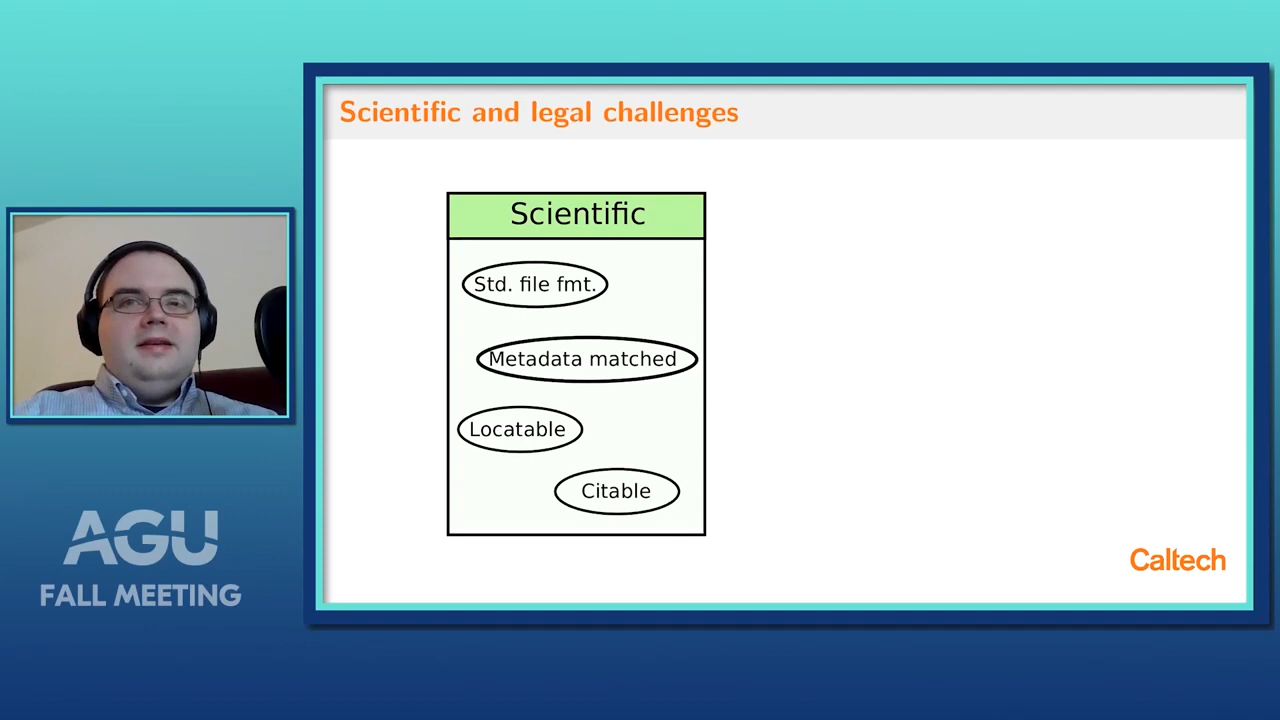 Scientific and legal challenges
Scientific
Std. file fmt.
Metadata matched
Locatable
Citable
Caltech
AGU
FALL MEETING